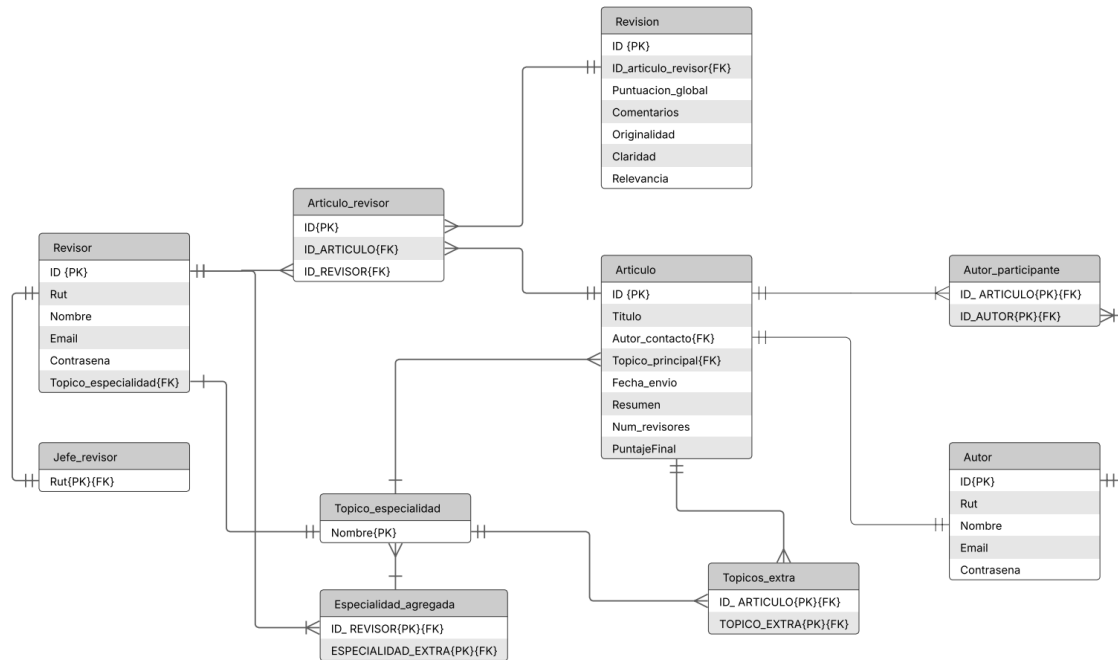 Revision
ID {PK}
ID_articulo_revisor{FK}
Puntuacion_global
Comentarios
Originalidad
Claridad
Relevancia
Articulo_revisor
ID{PK}
ID_ARTICULO{FK}
ID_REVISOR{FK}
Revisor
ID {PK}
Rut
Nombre
Email
Contrasena
Topico_especialidad{FK}
Articulo
ID {PK}
Titulo
Autor_contacto{FK}
Topico_principal{FK}
Fecha_envio
Resumen
Num_revisores
PuntajeFinal
Autor_participante
ID_ ARTICULO{PK}{FK}
ID_AUTOR{PK}{FK}
Jefe_revisor
Rut{PK}{FK}
Autor
ID{PK}
Rut
Nombre
Email
Contrasena
Topico_especialidad
Nombre{PK}
Topicos_extra
ID_ ARTICULO{PK}{FK}
TOPICO_EXTRA{PK}{FK}
Especialidad_agregada
ID_ REVISOR{PK}{FK}
ESPECIALIDAD_EXTRA{PK}{FK}